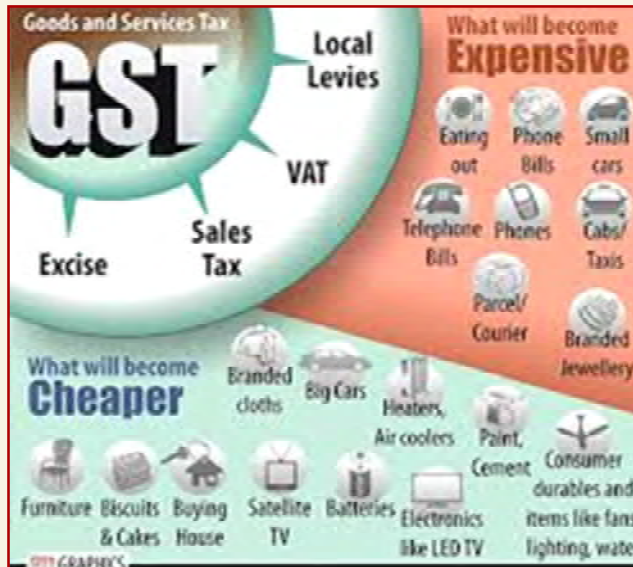 Goods and Services Tax
GST
Local
Levies
VAT
Sales
Tax
Excise
What will become
Expensive
Eating
out
Phone
Bills
Small
cars
Telephone
Bills
Phones
Cabs/
Taxis
Parcel/
Courier
Branded
Jewellery
What will become
Cheaper
Branded
cloths
Big Cars
Heaters,
Air coolers
Paint,
Cement
Consumer
durables and
items like fans
lighting, wate
Furniture
Biscuits
& Cakes
Buying
House
Satellite
TV
Batteries
Electronics
like LED TV
GRAPHICS